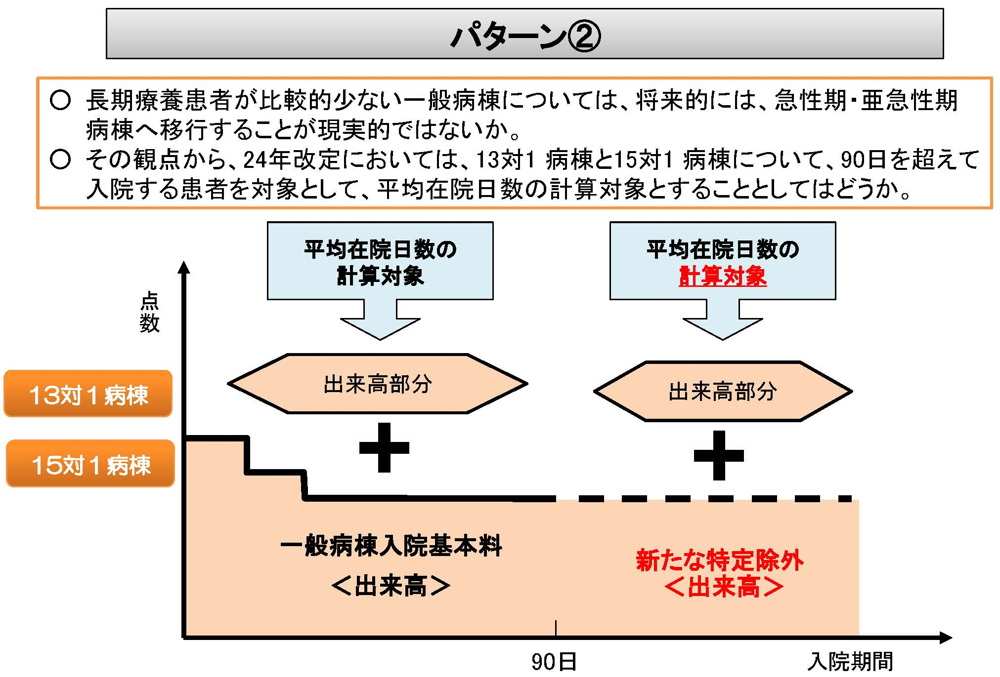 パターン②
○ 長期療養患者が比較的少ない一般病棟については、将来的には、急性期・亜急性期
病棟へ移行することが現実的ではないか。
○ その観点から、24年改定においては、13対1 病棟と15対1 病棟について、90日を超えて
入院する患者を対象として、平均在院日数の計算対象とすることとしてはどうか。
平均在院日数の
計算対象
平均在院日数の
計算対象
点数
出来高部分
出来高部分
13対1病棟
15対1病棟
+
+
一般病棟入院基本料
＜出来高＞
新たな特定除外
＜出来高＞
90日
入院期間